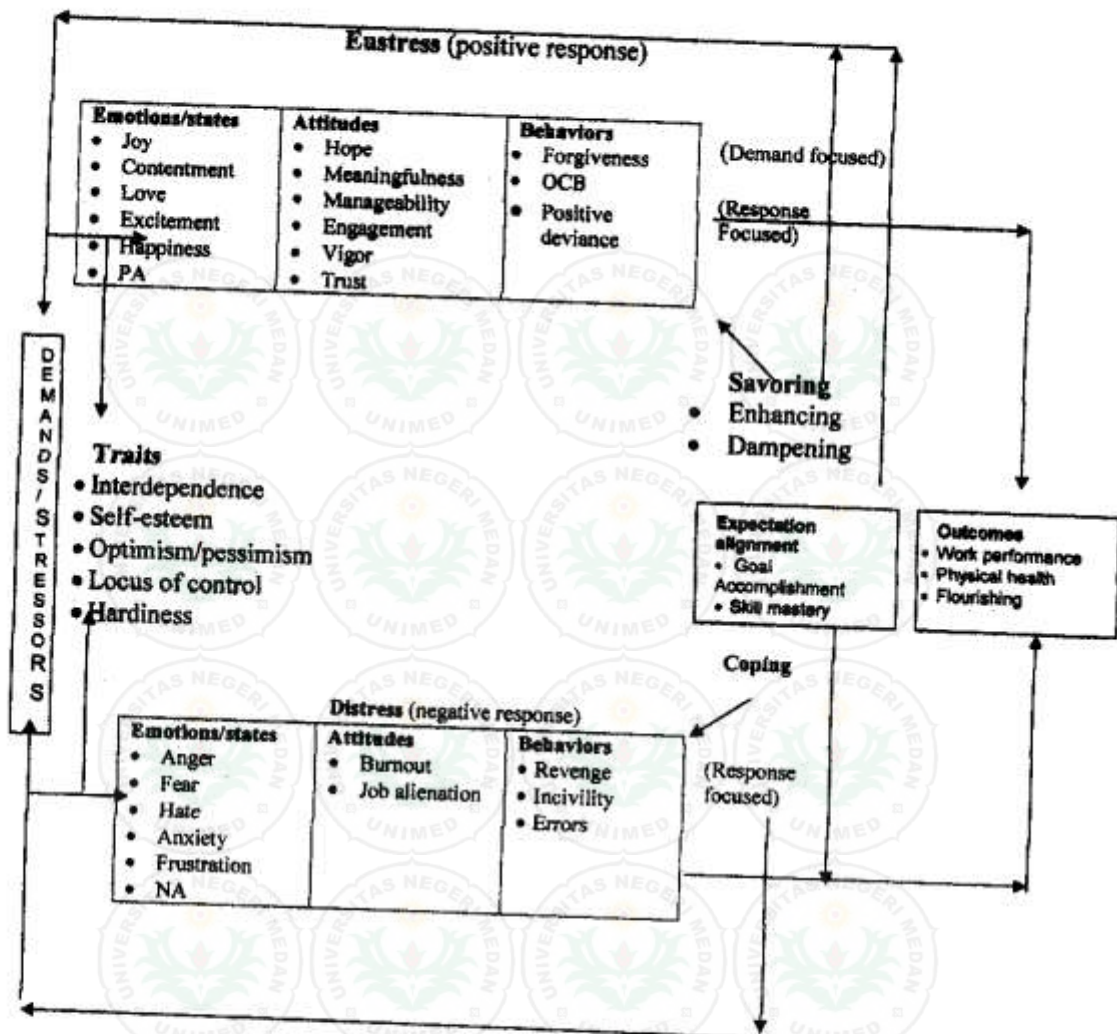 Eustress (positive response)
Emotions/states
• Joy
• Contentment
• Love
• Excitement
• Happiness
• PA
Attitudes
• Hope
• Meaningfulness
• Manageability
• Engagement
• Vigor
• Trust
Behaviors
• Forgiveness
• OCB
• Positive
deviance
(Demand focused)
(Response
Focused)
DEMANDS/STRESSORS
Savoring
• Enhancing
• Dampening
Traits
• Interdependence
• Self-esteem
• Optimism/pessimism
• Locus of control
• Hardiness
Expectation
alignment
• Goal
Accomplishment
• Skill mastery
Outcomes
• Work performance
• Physical health
• Flourishing
Coping
Distress (negative response)
Emotions/states
• Anger
• Fear
• Hate
• Anxiety
• Frustration
• NA
Attitudes
• Burnout
• Job alienation
Behaviors
• Revenge
• Incivility
• Errors
(Response
focused)
UNIVERSITAS NEGERI MEDAN
UNIMED